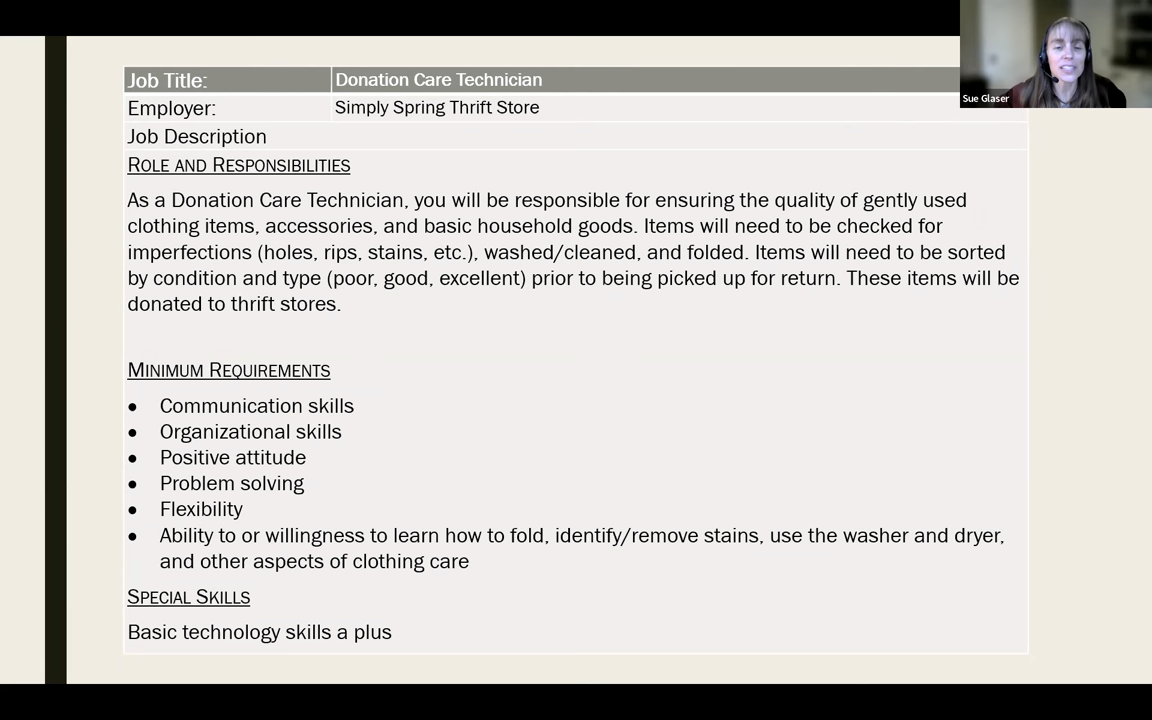 Job Title: Donation Care Technician
Sue Glaser
Employer: Simply Spring Thrift Store
Job Description
ROLE AND RESPONSIBILITIES
As a Donation Care Technician, you will be responsible for ensuring the quality of gently used
clothing items, accessories, and basic household goods. Items will need to be checked for
imperfections (holes, rips, stains, etc.), washed/cleaned, and folded. Items will need to be sorted
by condition and type (poor, good, excellent) prior to being picked up for return. These items will be
donated to thrift stores.
MINIMUM REQUIREMENTS
● Communication skills
● Organizational skills
● Positive attitude
● Problem solving
● Flexibility
● Ability to or willingness to learn how to fold, identify/remove stains, use the washer and dryer,
and other aspects of clothing care
SPECIAL SKILLS
Basic technology skills a plus